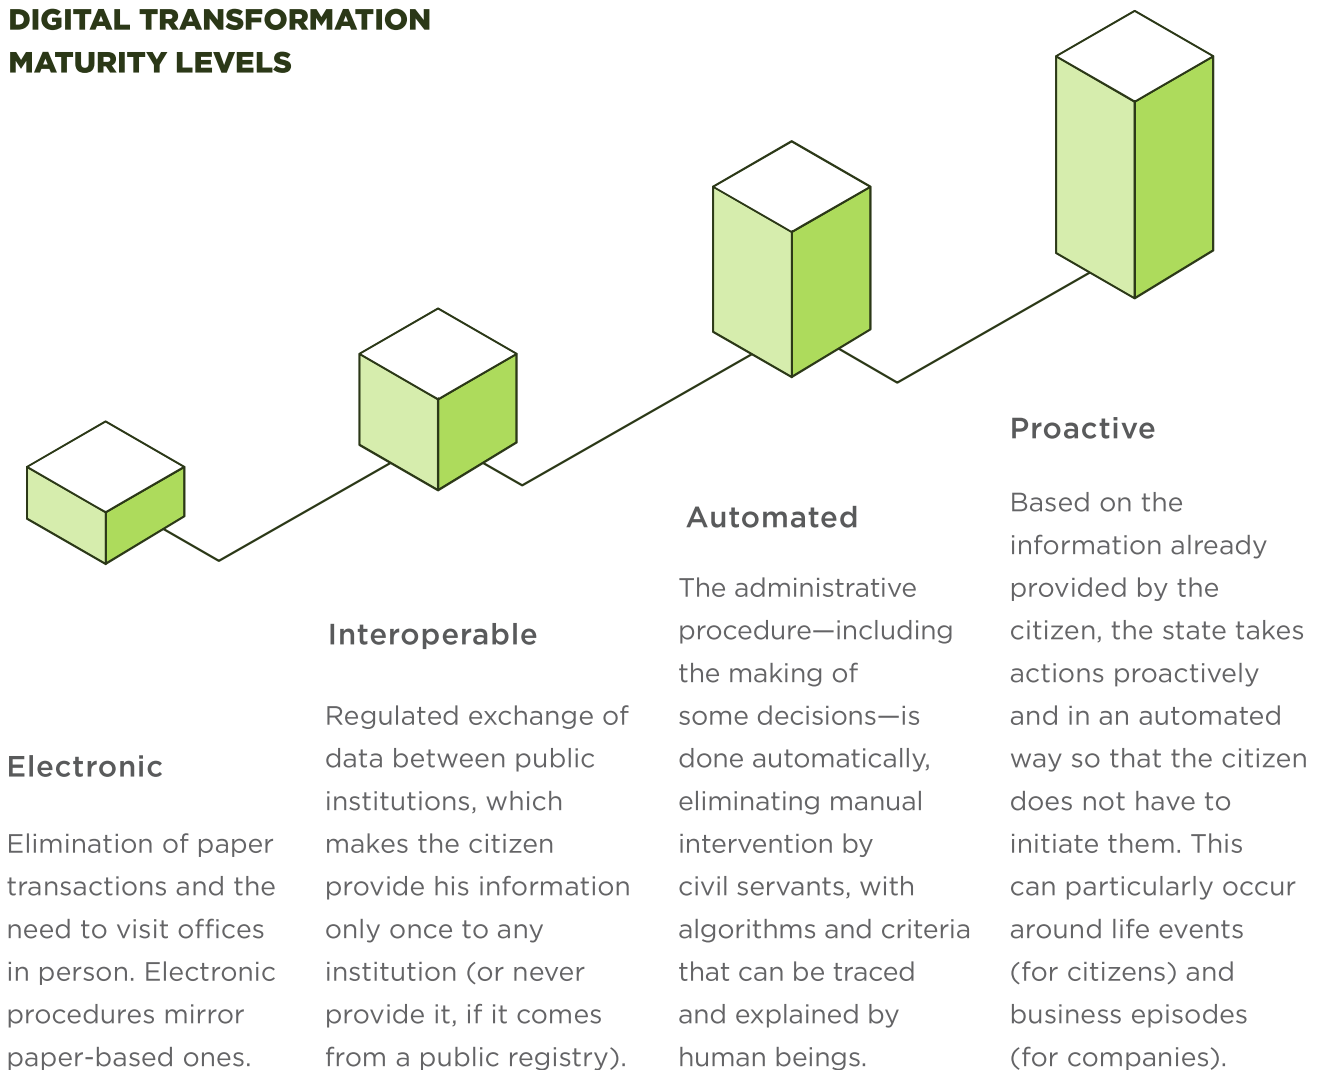 DIGITAL TRANSFORMATION
MATURITY LEVELS
Electronic
Elimination of paper
transactions and the
need to visit offices
in person. Electronic
procedures mirror
paper-based ones.
Interoperable
Regulated exchange of
data between public
institutions, which
makes the citizen
provide his information
only once to any
institution (or never
provide it, if it comes
from a public registry).
Automated
The administrative
procedure—including
the making of
some decisions—is
done automatically,
eliminating manual
intervention by
civil servants, with
algorithms and criteria
that can be traced
and explained by
human beings.
Proactive
Based on the
information already
provided by the
citizen, the state takes
actions proactively
and in an automated
way so that the citizen
does not have to
initiate them. This
can particularly occur
around life events
(for citizens) and
business episodes
(for companies).